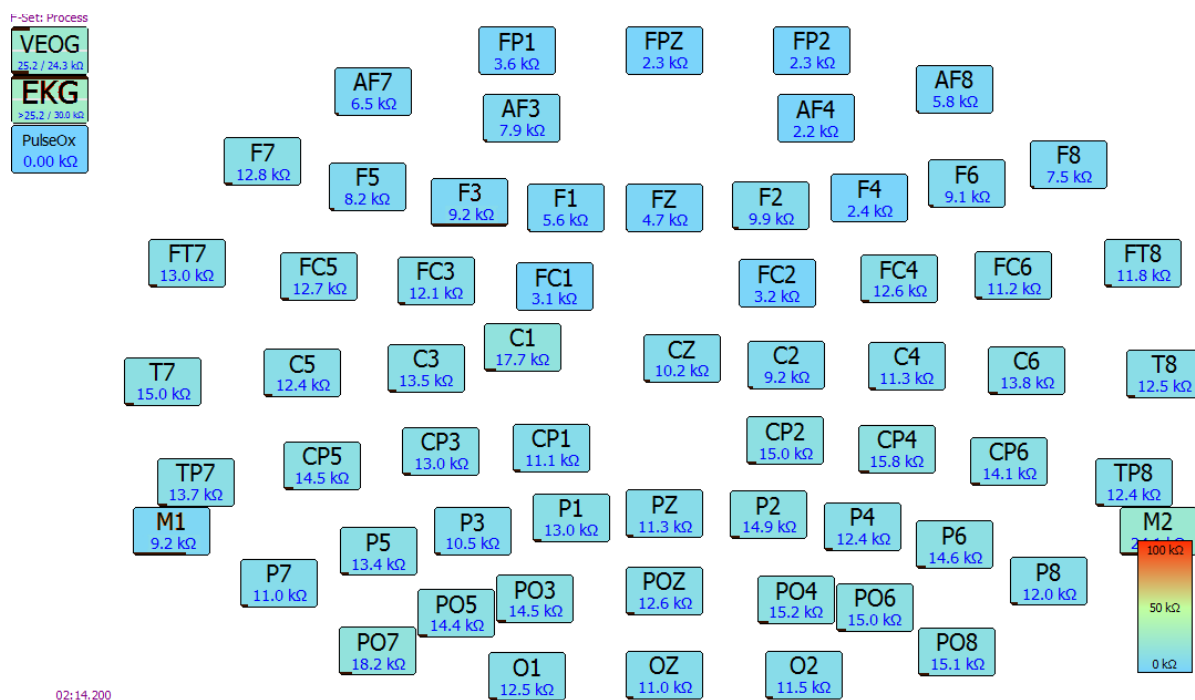 F-Set: Process
VEOG
25.2 / 24.3 kΩ
EKG
>25.2 / 30.0 kΩ
PulseOx
0.00 kΩ
FP1
3.6 kΩ
FPZ
2.3 kΩ
FP2
2.3 kΩ
AF7
6.5 kΩ
AF3
7.9 kΩ
AF4
2.2 kΩ
AF8
5.8 kΩ
F7
12.8 kΩ
F5
8.2 kΩ
F3
9.2 kΩ
F1
5.6 kΩ
FZ
4.7 kΩ
F2
9.9 kΩ
F4
2.4 kΩ
F6
9.1 kΩ
F8
7.5 kΩ
FT7
13.0 kΩ
FC5
12.7 kΩ
FC3
12.1 kΩ
FC1
3.1 kΩ
FC2
3.2 kΩ
FC4
12.6 kΩ
FC6
11.2 kΩ
FT8
11.8 kΩ
T7
15.0 kΩ
C5
12.4 kΩ
C3
13.5 kΩ
C1
17.7 kΩ
CZ
10.2 kΩ
C2
9.2 kΩ
C4
11.3 kΩ
C6
13.8 kΩ
T8
12.5 kΩ
TP7
13.7 kΩ
CP5
14.5 kΩ
CP3
13.0 kΩ
CP1
11.1 kΩ
CP2
15.0 kΩ
CP4
15.8 kΩ
CP6
14.1 kΩ
TP8
12.4 kΩ
M1
9.2 kΩ
M2
P7
11.0 kΩ
P5
13.4 kΩ
P3
10.5 kΩ
P1
13.0 kΩ
PZ
11.3 kΩ
P2
14.9 kΩ
P4
12.4 kΩ
P6
14.6 kΩ
P8
12.0 kΩ
PO7
18.2 kΩ
PO5
14.4 kΩ
PO3
14.5 kΩ
POZ
12.6 kΩ
PO4
15.2 kΩ
PO6
15.0 kΩ
PO8
15.1 kΩ
O1
12.5 kΩ
OZ
11.0 kΩ
O2
11.5 kΩ
100 kΩ
50 kΩ
0 kΩ
02:14.200